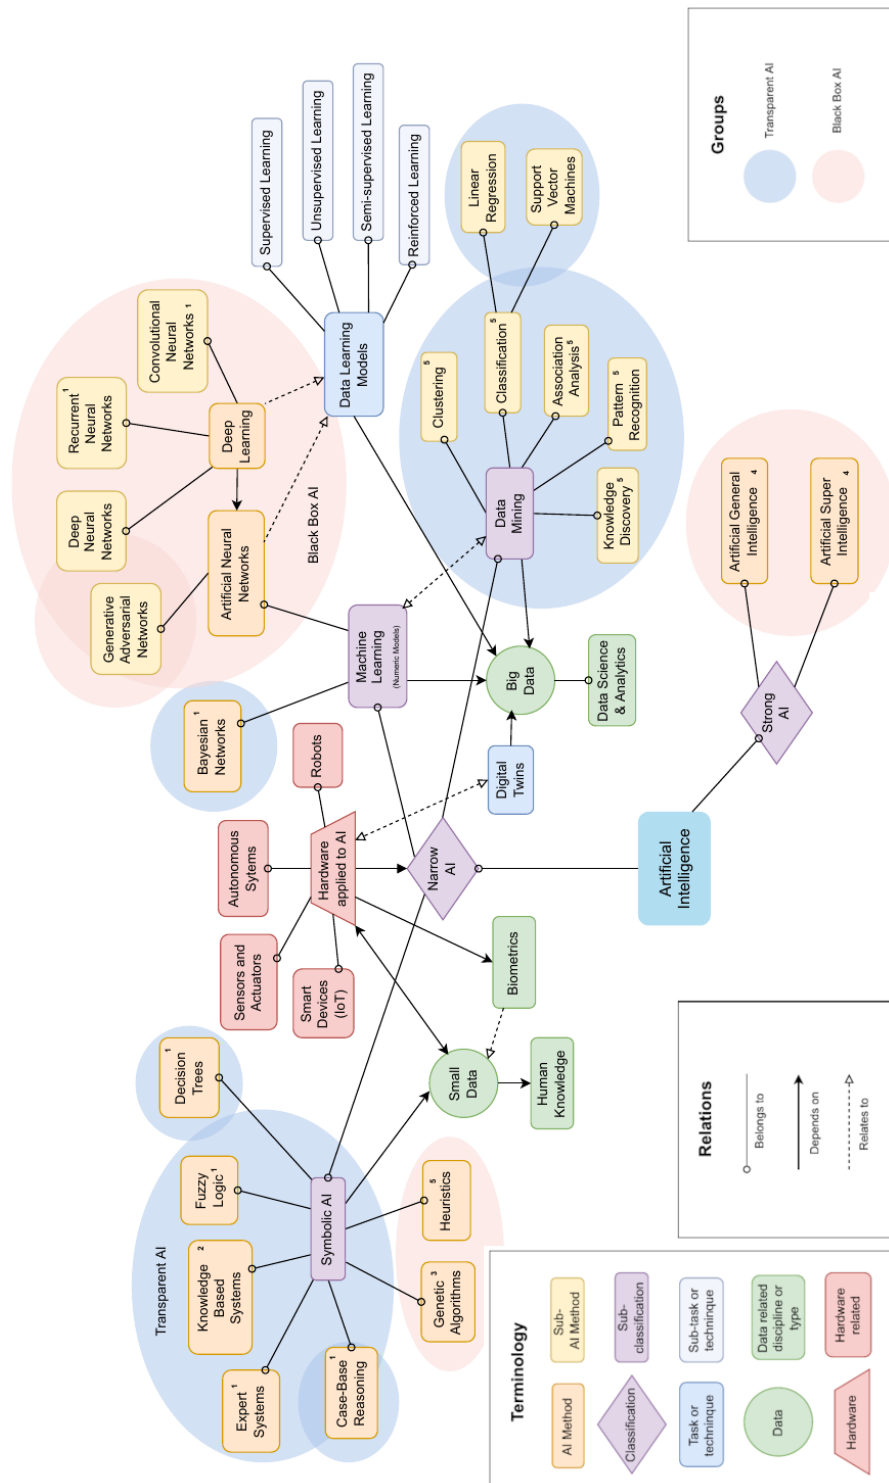 Transparent AI
Expert 1
Systems
Knowledge 2
Based
Systems
Fuzzy
Logic 1
Decision 1
Trees
Case-Base 1
Reasoning
Symbolic AI
Genetic 3
Algorithms
Heuristics 5
Sensors and
Actuators
Autonomous
Sytems
Smart
Devices
(IoT)
Hardware
applied to AI
Robots
Small
Data
Human
Knowledge
Biometrics
Narrow
AI
Digital
Twins
Bayesian 1
Networks
Machine
Learning
(Numeric Models)
Big
Data
Data Science
& Analytics
Generative
Adversarial
Networks
Deep
Neural
Networks
Recurrent 1
Neural
Networks
Convolutional
Neural
Networks 1
Artificial Neural
Networks
Deep
Learning
Black Box AI
Data Learning
Models
Supervised Learning
Unsupervised Learning
Semi-supervised Learning
Reinforced Learning
Data
Mining
Clustering 5
Classification 5
Association
Analysis 5
Pattern 5
Recognition
Knowledge
Discovery 5
Linear
Regression
Support
Vector
Machines
Artificial
Intelligence
Strong
AI
Artificial General
Intelligence 4
Artificial Super
Intelligence 4
Terminology
AI Method
Sub-
AI Method
Classification
Sub-
classification
Task or
techninque
Sub-task or
techninque
Data
Data related
discipline or
type
Hardware
Hardware
related
Relations
Belongs to
Depends on
Relates to
Groups
Transparent AI
Black Box AI